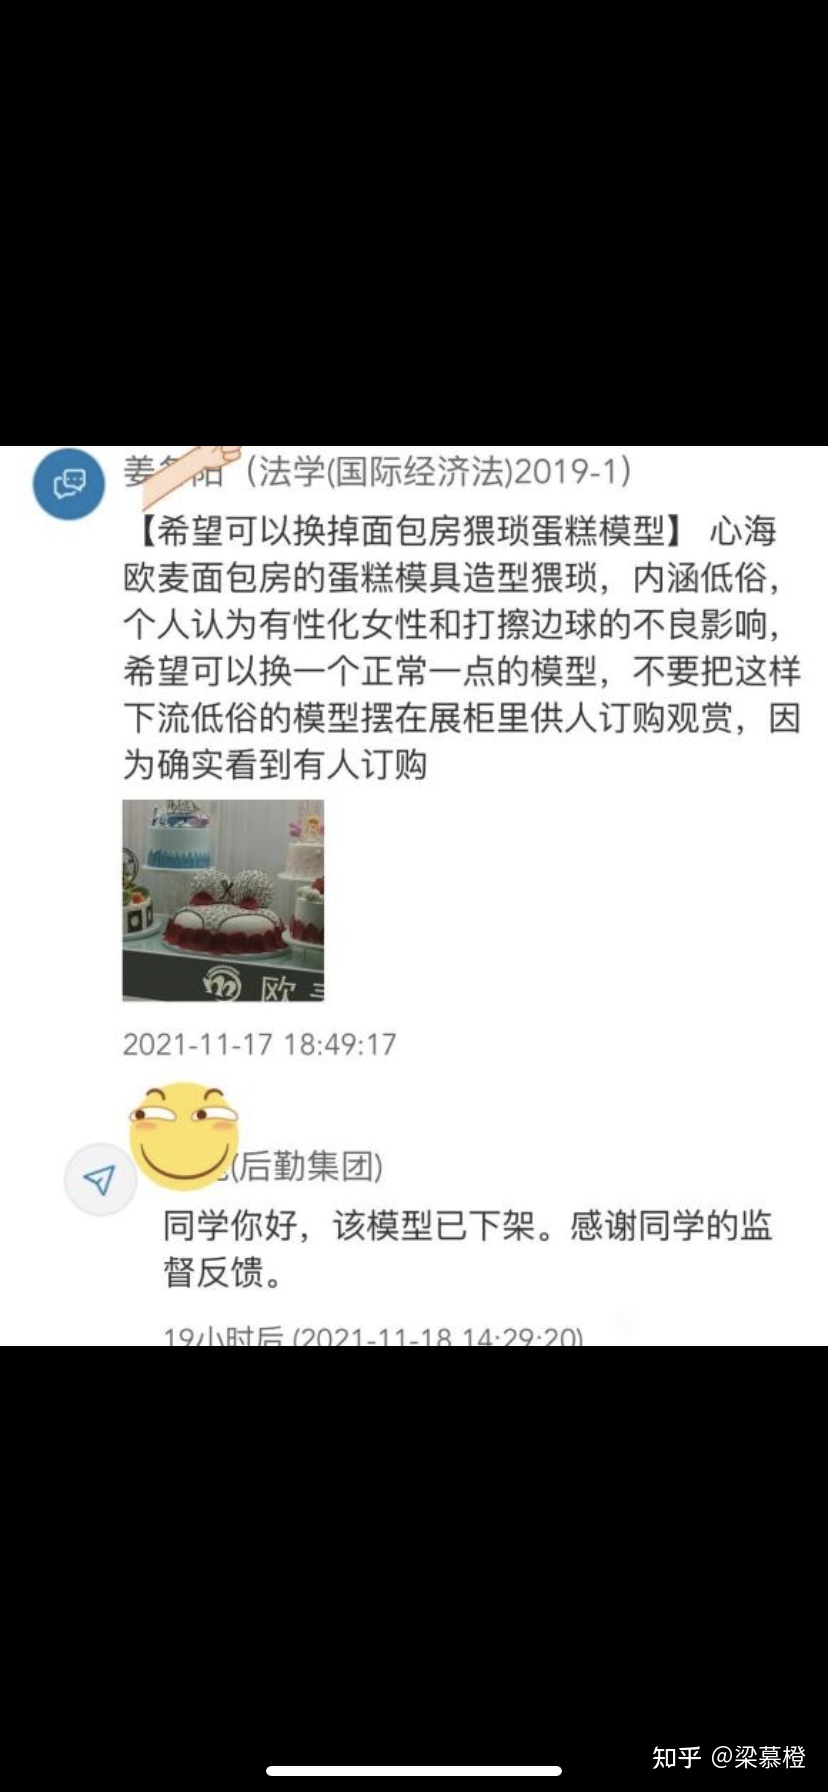 姜 阳（法学(国际经济法)2019-1）
【希望可以换掉面包房猥琐蛋糕模型】 心海
欧麦面包房的蛋糕模具造型猥琐，内涵低俗，
个人认为有性化女性和打擦边球的不良影响，
希望可以换一个正常一点的模型，不要把这样
下流低俗的模型摆在展柜里供人订购观赏，因
为确实看到有人订购
欧
2021-11-17 18:49:17
(后勤集团)
同学你好，该模型已下架。感谢同学的监
督反馈。
19小时后 (2021-11-18 14:29:20)
知乎 @梁慕橙